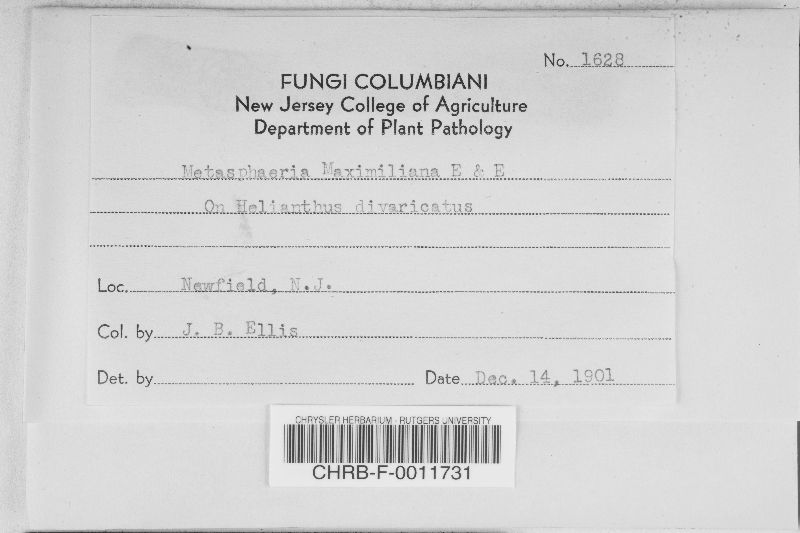 No. 1628
FUNGI COLUMBIANI
New Jersey College of Agriculture
Department of Plant Pathology
Metasphaeria Maximiliana E & E
On Helianthus divaricatus
Loc. Newfield, N.J.
Col. by J. B. Ellis
Det. by Date Dec. 14, 1901
CHRYSLER HERBARIUM - RUTGERS UNIVERSITY
CHRB-F-0011731